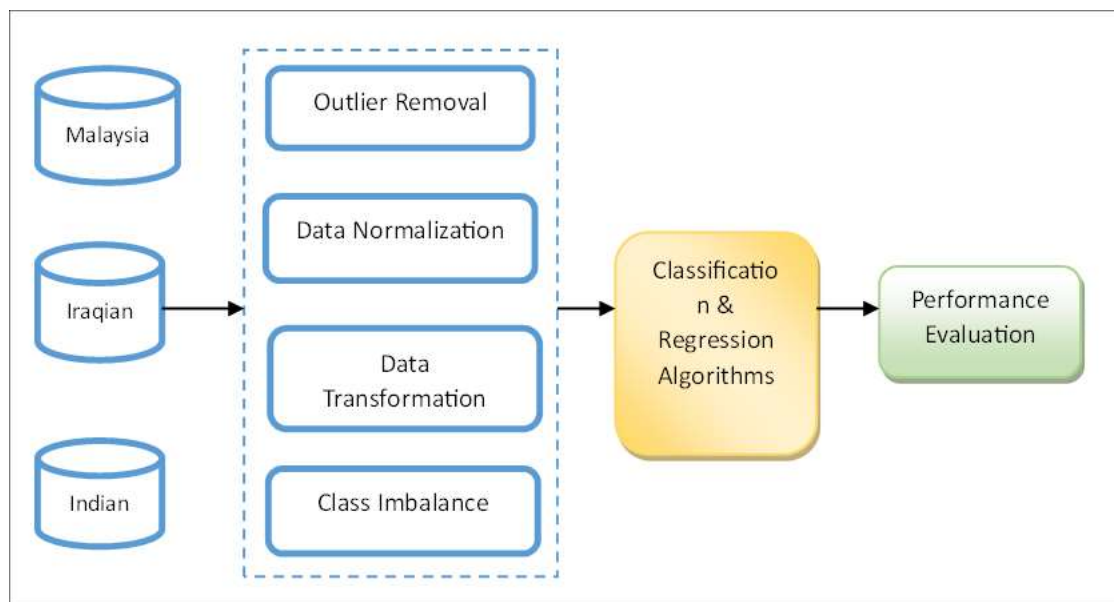 Malaysia
Iraqian
Indian
Outlier Removal
Data Normalization
Data
Transformation
Class Imbalance
Classificatio
n &
Regression
Algorithms
Performance
Evaluation